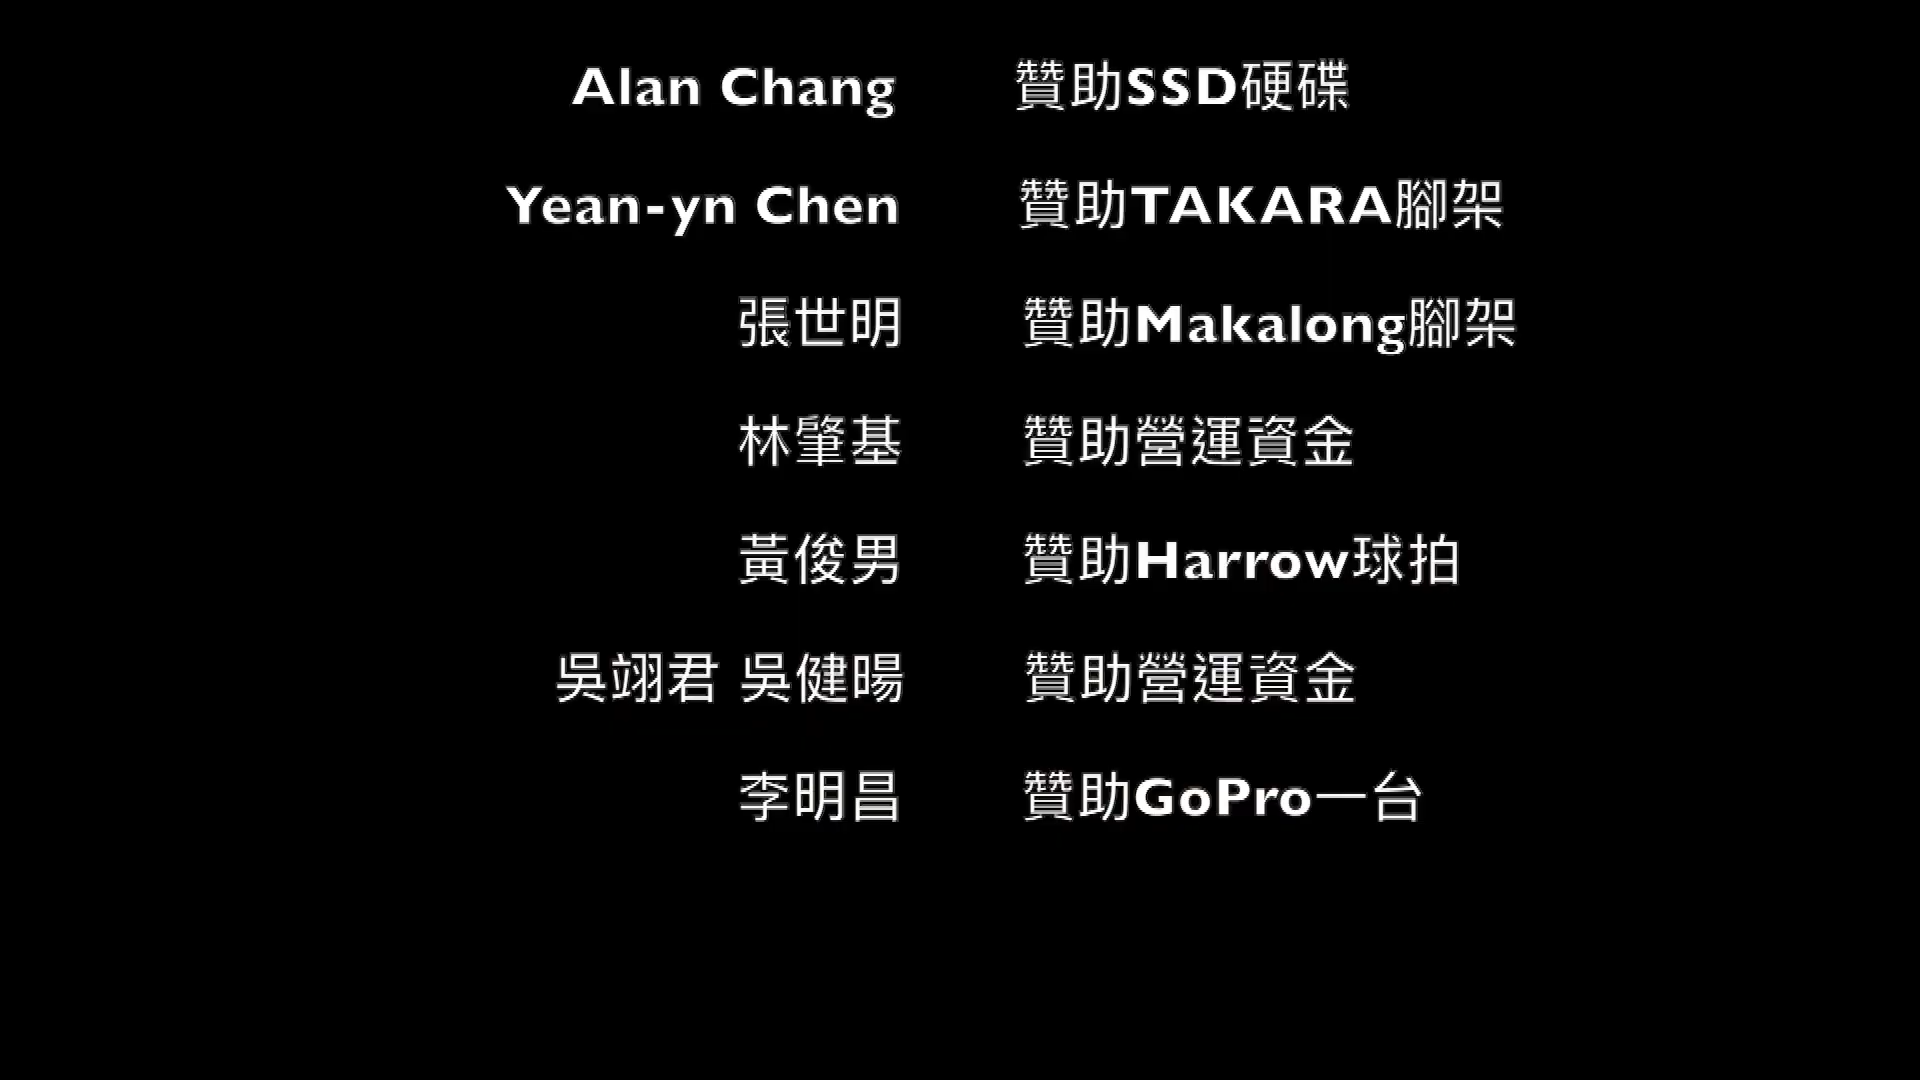 Alan Chang 贊助SSD硬碟
Yean-yn Chen 贊助TAKARA腳架
張世明 贊助Makalong腳架
林肇基 贊助營運資金
黃俊男 贊助Harrow球拍
吳翊君 吳健暘 贊助營運資金
李明昌 贊助GoPro一台